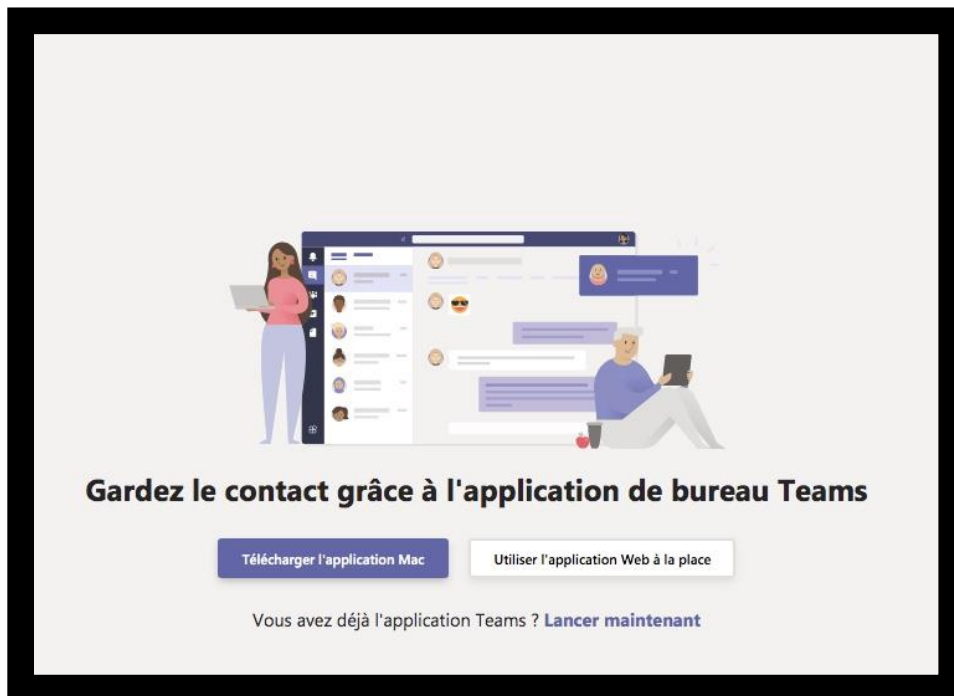 Gardez le contact grâce à l'application de bureau Teams
Télécharger l'application Mac
Utiliser l'application Web à la place
Vous avez déjà l'application Teams ? Lancer maintenant